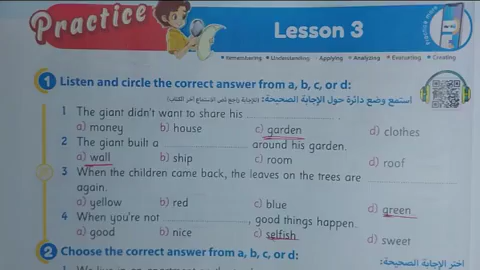 Practice
Lesson 3
Remembering Understanding Applying Analyzing Evaluating Creating
1 Listen and circle the correct answer from a, b, c, or d:
استمع وضع دائرة حول الإجابة الصحيحة:
1 The giant didn't want to share his
a) money b) house c) garden d) clothes
2 The giant built a around his garden.
a) wall b) ship c) room d) roof
3 When the children came back, the leaves on the trees are
again.
a) yellow b) red c) blue d) green
4 When you're not , good things happen.
a) good b) nice c) selfish d) sweet
2 Choose the correct answer from a, b, c, or d:
اختر الإجابة الصحيحة: